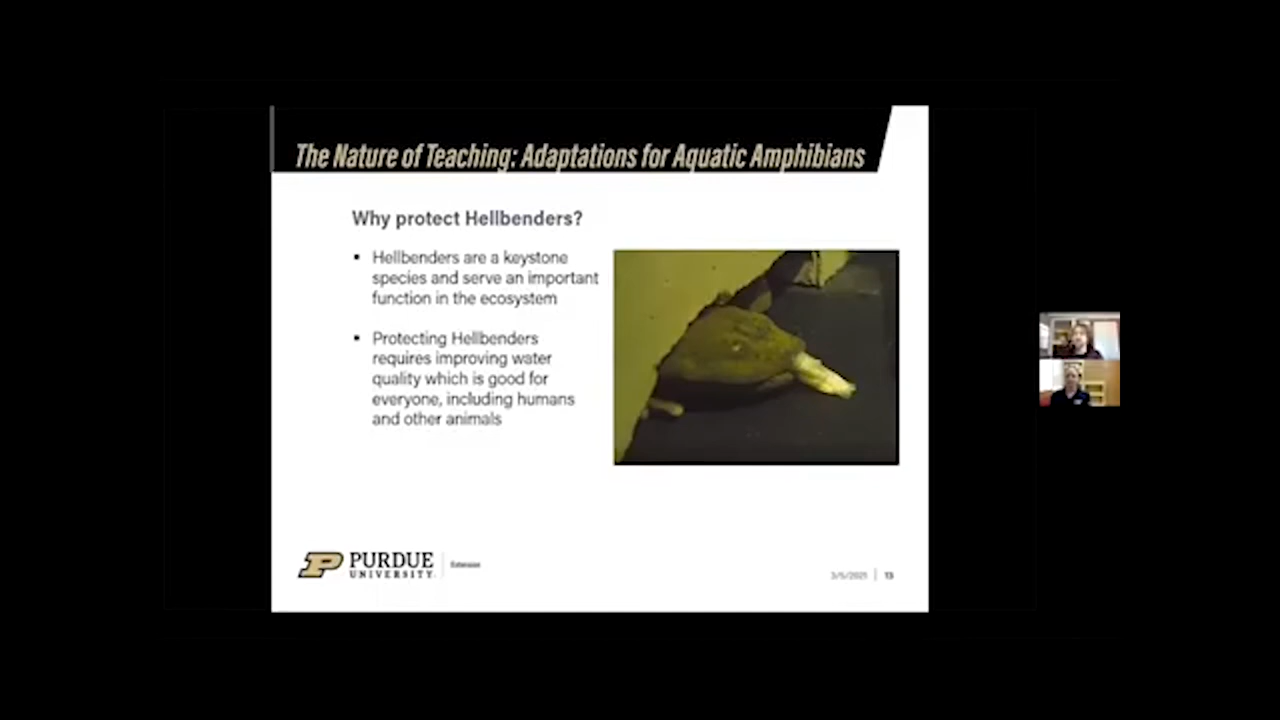 The Nature of Teaching: Adaptations for Aquatic Amphibians
Why protect Hellbenders?
▪ Hellbenders are a keystone
species and serve an important
function in the ecosystem
▪ Protecting Hellbenders
requires improving water
quality which is good for
everyone, including humans
and other animals
PURDUE
UNIVERSITY.
Extension
3/5/2021 | 13